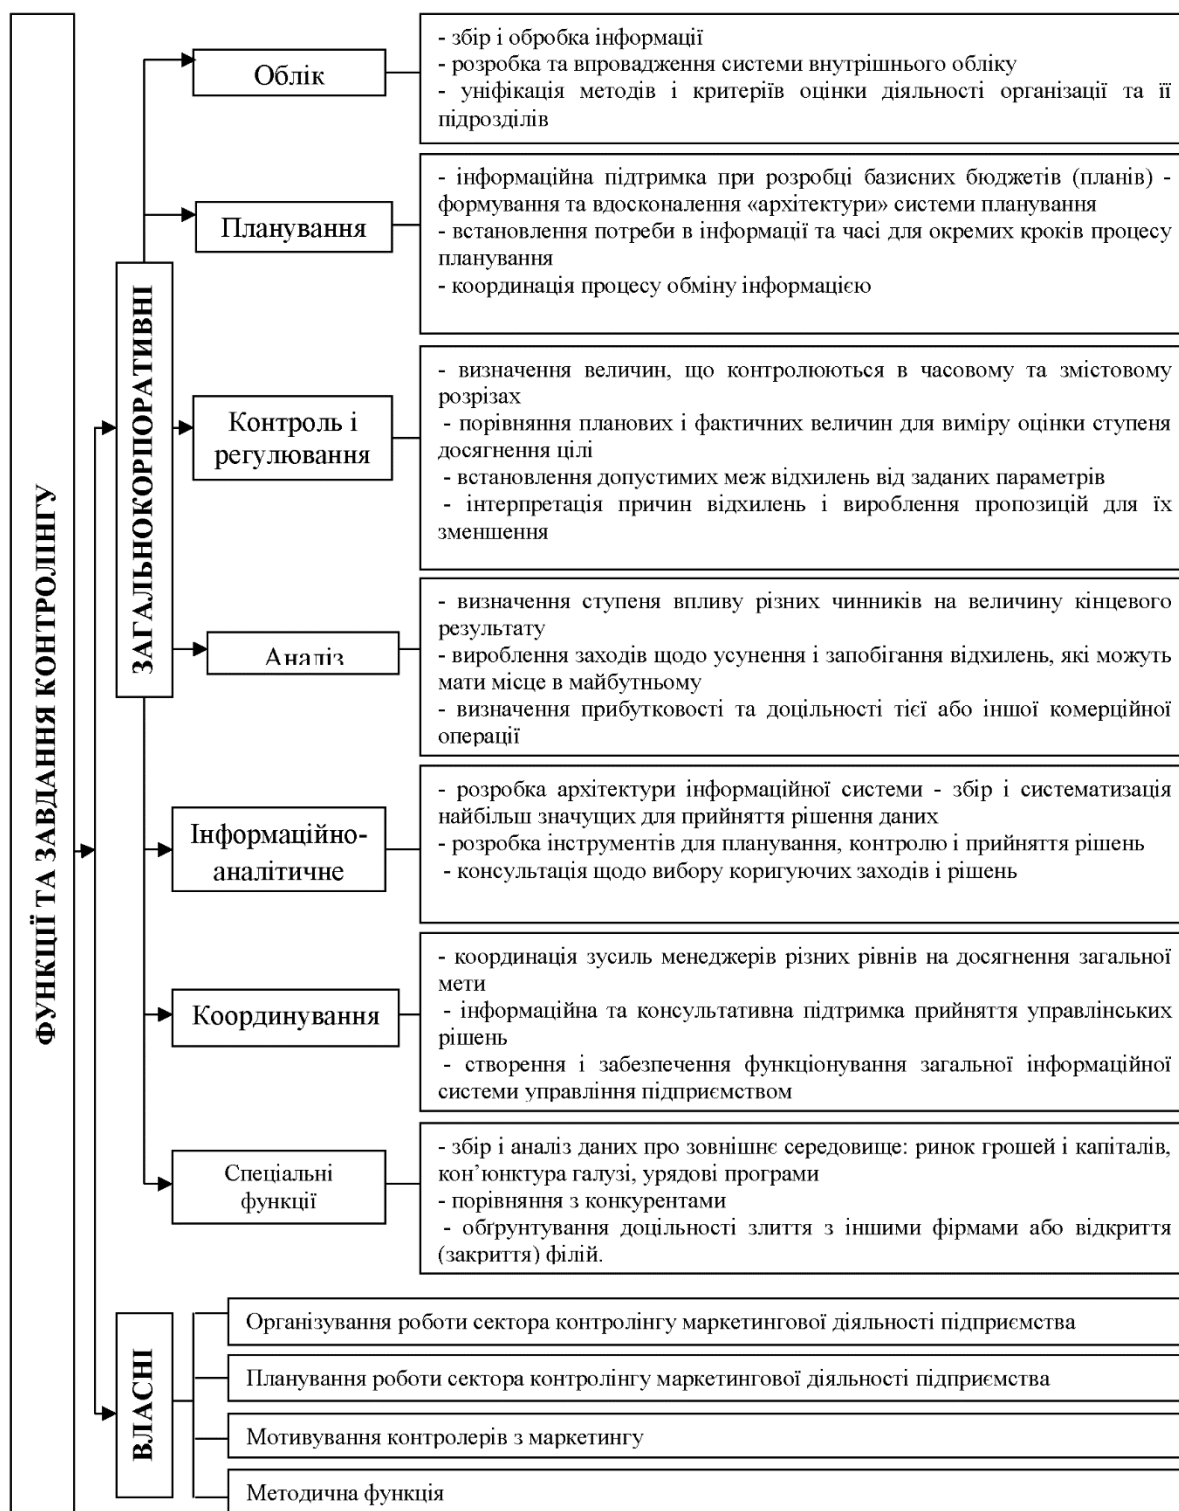 ФУНКЦІЇ ТА ЗАВДАННЯ КОНТРОЛІНГУ
ЗАГАЛЬНОКОРПОРАТИВНІ
Облік
- збір і обробка інформації
- розробка та впровадження системи внутрішнього обліку
- уніфікація методів і критеріїв оцінки діяльності організації та її
підрозділів
Планування
- інформаційна підтримка при розробці базисних бюджетів (планів) -
формування та вдосконалення «архітектури» системи планування
- встановлення потреби в інформації та часі для окремих кроків процесу
планування
- координація процесу обміну інформацією
Контроль і
регулювання
- визначення величин, що контролюються в часовому та змістовому
розрізах
- порівняння планових і фактичних величин для виміру оцінки ступеня
досягнення цілі
- встановлення допустимих меж відхилень від заданих параметрів
- інтерпретація причин відхилень і вироблення пропозицій для їх
зменшення
Аналіз
- визначення ступеня впливу різних чинників на величину кінцевого
результату
- вироблення заходів щодо усунення і запобігання відхилень, які можуть
мати місце в майбутньому
- визначення прибутковості та доцільності тієї або іншої комерційної
операції
Інформаційно-
аналітичне
- розробка архітектури інформаційної системи - збір і систематизація
найбільш значущих для прийняття рішення даних
- розробка інструментів для планування, контролю і прийняття рішень
- консультація щодо вибору коригуючих заходів і рішень
Координування
- координація зусиль менеджерів різних рівнів на досягнення загальної
мети
- інформаційна та консультативна підтримка прийняття управлінських
рішень
- створення і забезпечення функціонування загальної інформаційної
системи управління підприємством
Спеціальні
функції
- збір і аналіз даних про зовнішнє середовище: ринок грошей і капіталів,
кон’юнктура галузі, урядові програми
- порівняння з конкурентами
- обґрунтування доцільності злиття з іншими фірмами або відкриття
(закриття) філій.
ВЛАСНІ
Організування роботи сектора контролінгу маркетингової діяльності підприємства
Планування роботи сектора контролінгу маркетингової діяльності підприємства
Мотивування контролерів з маркетингу
Методична функція